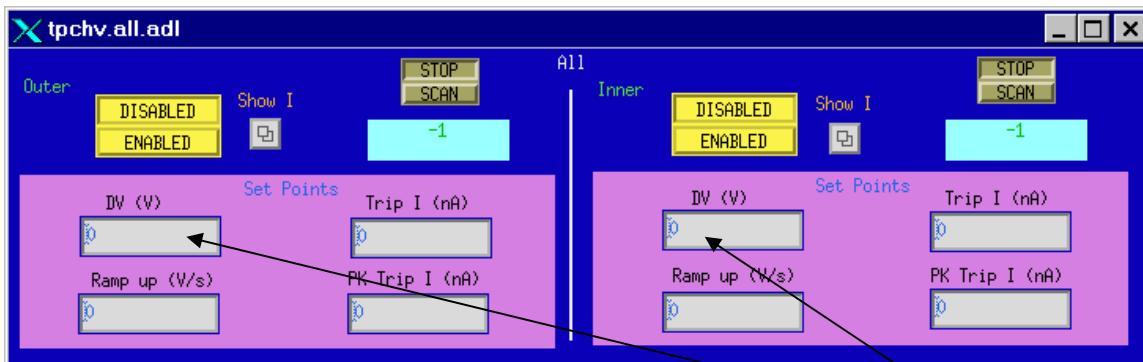 tpchv.all.adl
All
Outer
DISABLED
ENABLED
Show I
STOP
SCAN
-1
Set Points
DV (V)
Trip I (nA)
0
0
Ramp up (V/s)
PK Trip I (nA)
0
0
Inner
DISABLED
ENABLED
Show I
STOP
SCAN
-1
Set Points
DV (V)
Trip I (nA)
0
0
Ramp up (V/s)
PK Trip I (nA)
0
0